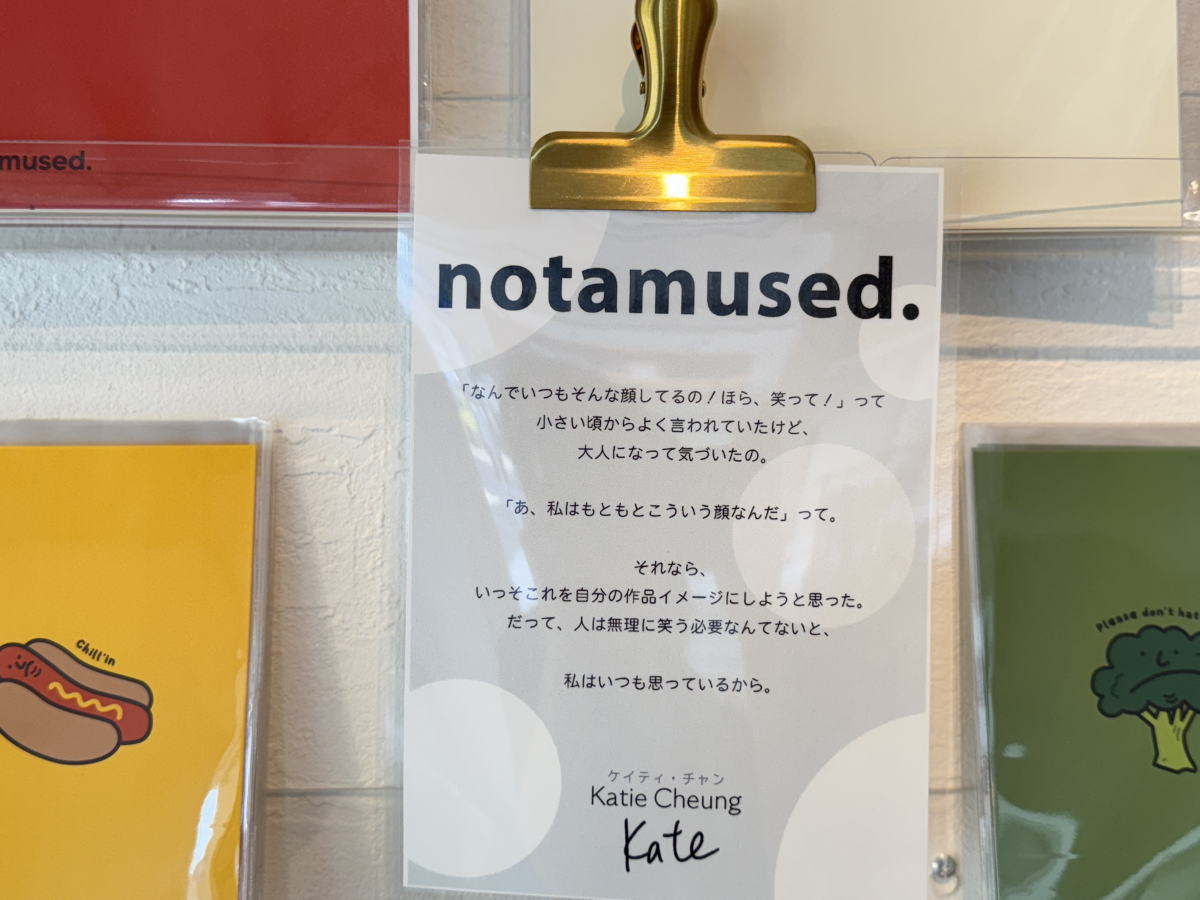 mused.
notamused.
「なんでいつもそんな顔してるの！ほら、笑って！」って
小さい頃からよく言われていたけど、
大人になって気づいたの。
「あ、私はもともとこういう顔なんだ」って。
それなら、
いっそこれを自分の作品イメージにしようと思った。
だって、人は無理に笑う必要なんてないと、
私はいつも思っているから。
ケイティ・チャン
Katie Cheung
Kate
Chill'in
Please don't hat